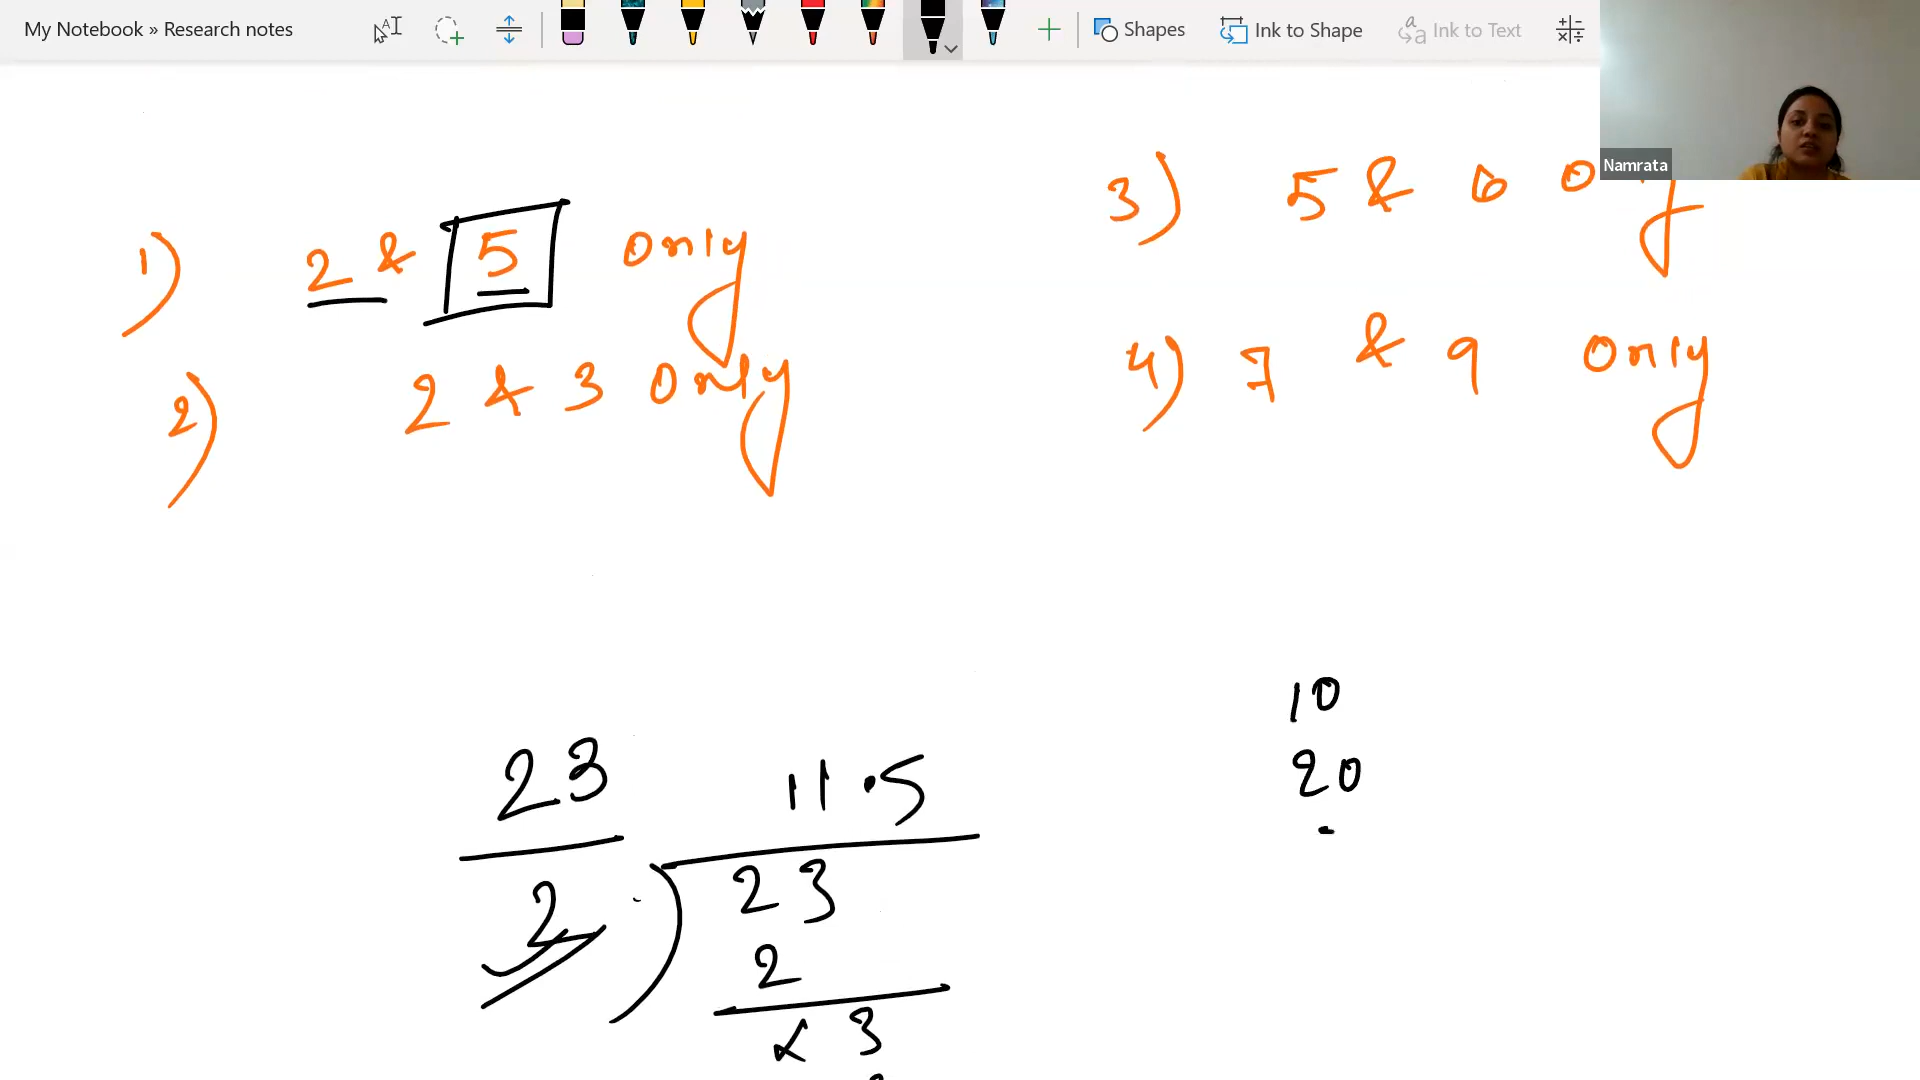 My Notebook » Research notes
Shapes
Ink to Shape
Ink to Text
Namrata
1) 2 & 5 only
2) 2 & 3 only
3) 5 & 6
4) 7 & 9 only
10
20
23
2
11.5
23
2
3